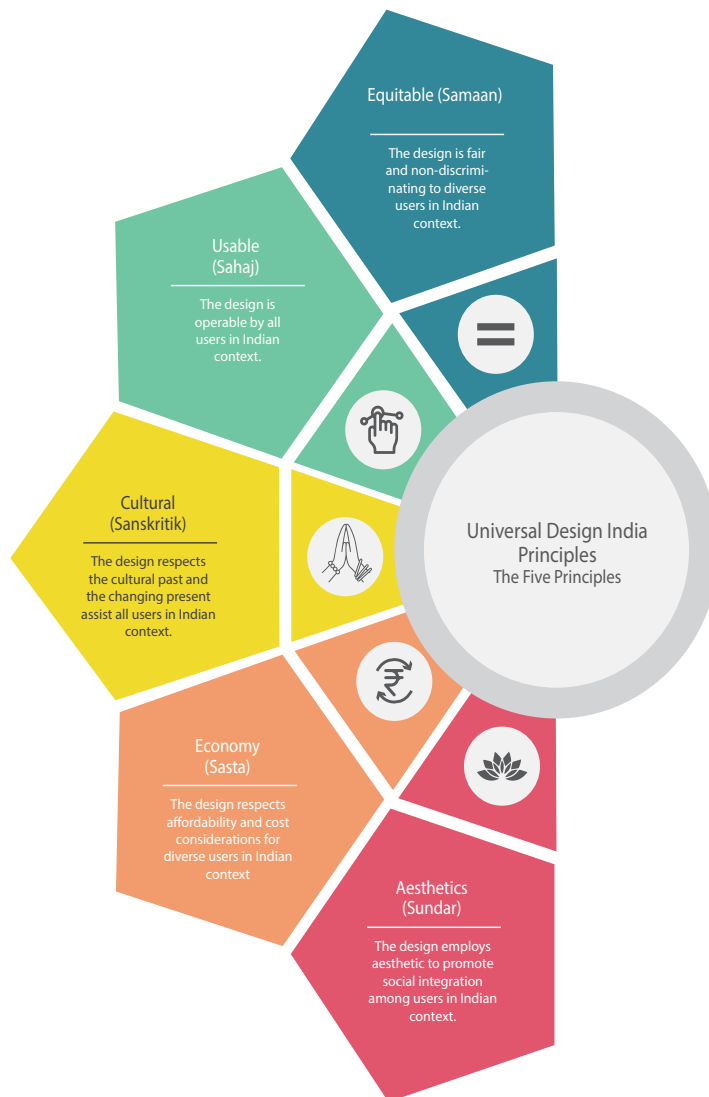 Equitable (Samaan)
The design is fair
and non-discrimi-
nating to diverse
users in Indian
context.
Usable
(Sahaj)
The design is
operable by all
users in Indian
context.
Cultural
(Sanskritik)
The design respects
the cultural past and
the changing present
assist all users in Indian
context.
Economy
(Sasta)
The design respects
affordability and cost
considerations for
diverse users in Indian
context
Aesthetics
(Sundar)
The design employs
aesthetic to promote
social integration
among users in Indian
context.
Universal Design India
Principles
The Five Principles